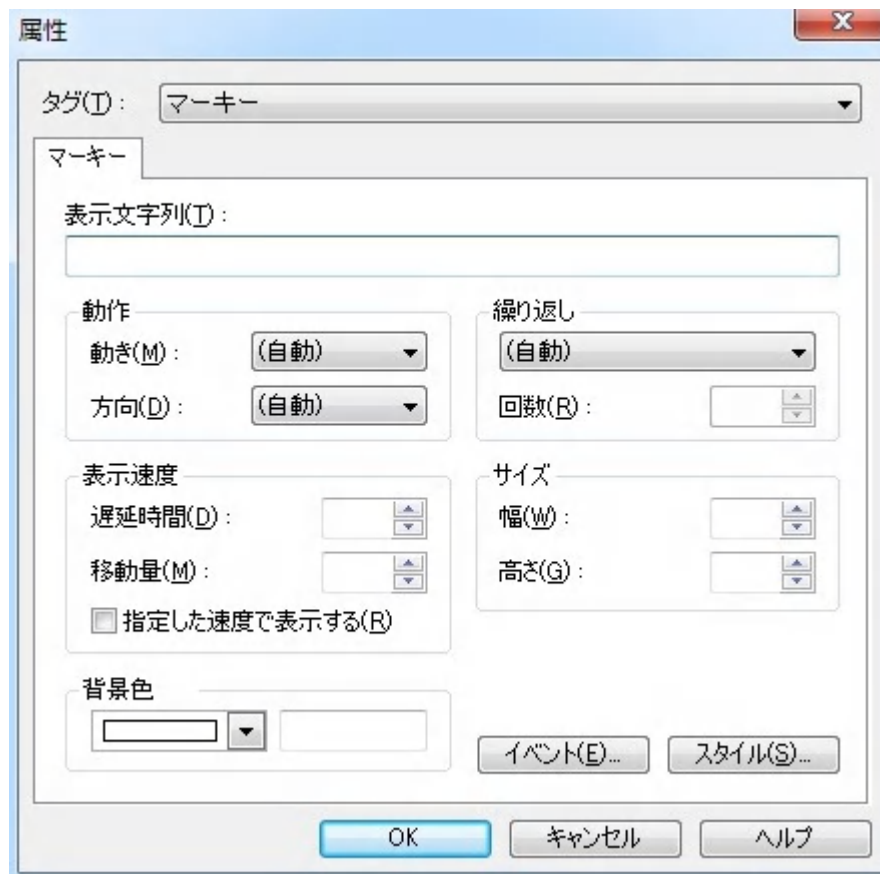 属性
タグ(T): マーキー
マーキー
表示文字列(T):
動作
動き(M): (自動)
方向(D): (自動)
繰り返し
(自動)
回数(R):
表示速度
遅延時間(D):
移動量(M):
指定した速度で表示する(R)
サイズ
幅(W):
高さ(G):
背景色
イベント(E)... スタイル(S)...
OK キャンセル ヘルプ